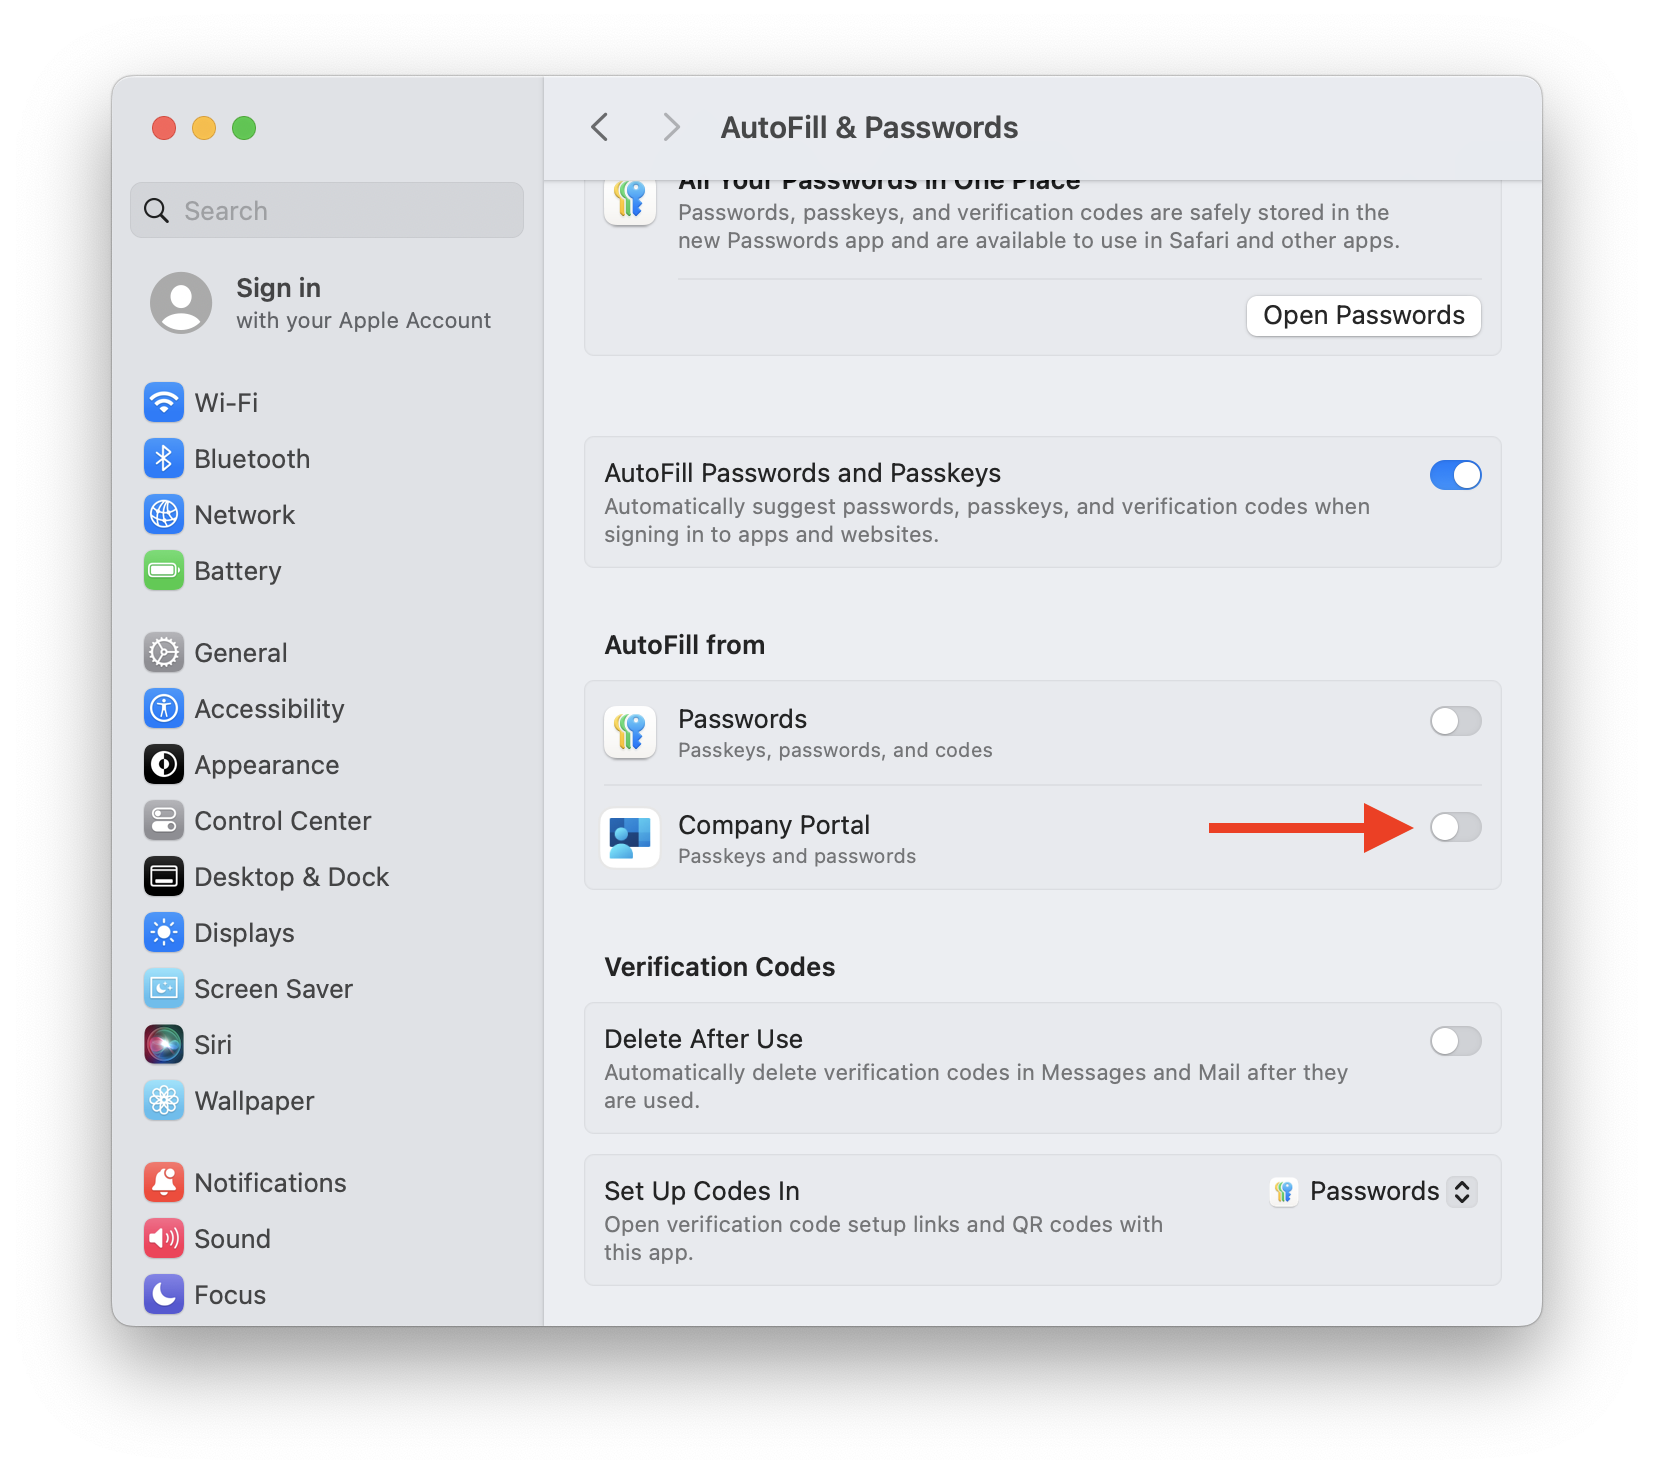 AutoFill & Passwords
Search
Sign in
with your Apple Account
Wi-Fi
Bluetooth
Network
Battery
General
Accessibility
Appearance
Control Center
Desktop & Dock
Displays
Screen Saver
Siri
Wallpaper
Notifications
Sound
Focus
All Your Passwords in One Place
Passwords, passkeys, and verification codes are safely stored in the
new Passwords app and are available to use in Safari and other apps.
Open Passwords
AutoFill Passwords and Passkeys
Automatically suggest passwords, passkeys, and verification codes when
signing in to apps and websites.
AutoFill from
Passwords
Passkeys, passwords, and codes
Company Portal
Passkeys and passwords
Verification Codes
Delete After Use
Automatically delete verification codes in Messages and Mail after they
are used.
Set Up Codes In
Passwords
Open verification code setup links and QR codes with
this app.